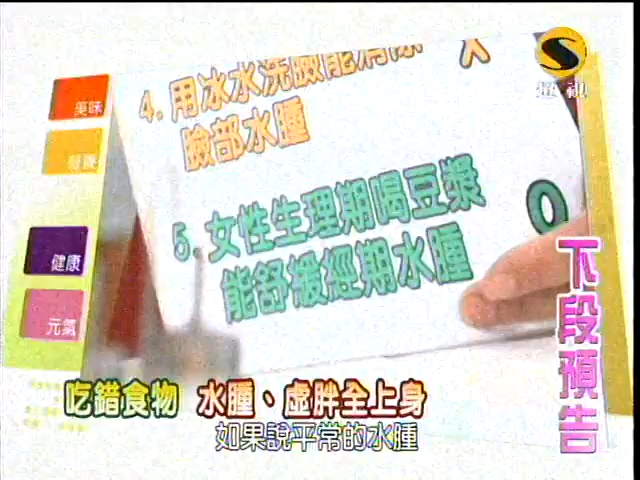 4. 用冰水洗臉能消除
臉部水腫
X
5. 女性生理期喝豆漿
能舒緩經期水腫
O
美味
健康
元氣
下段預告
吃錯食物 水腫、虛胖全上身
如果說平常的水腫